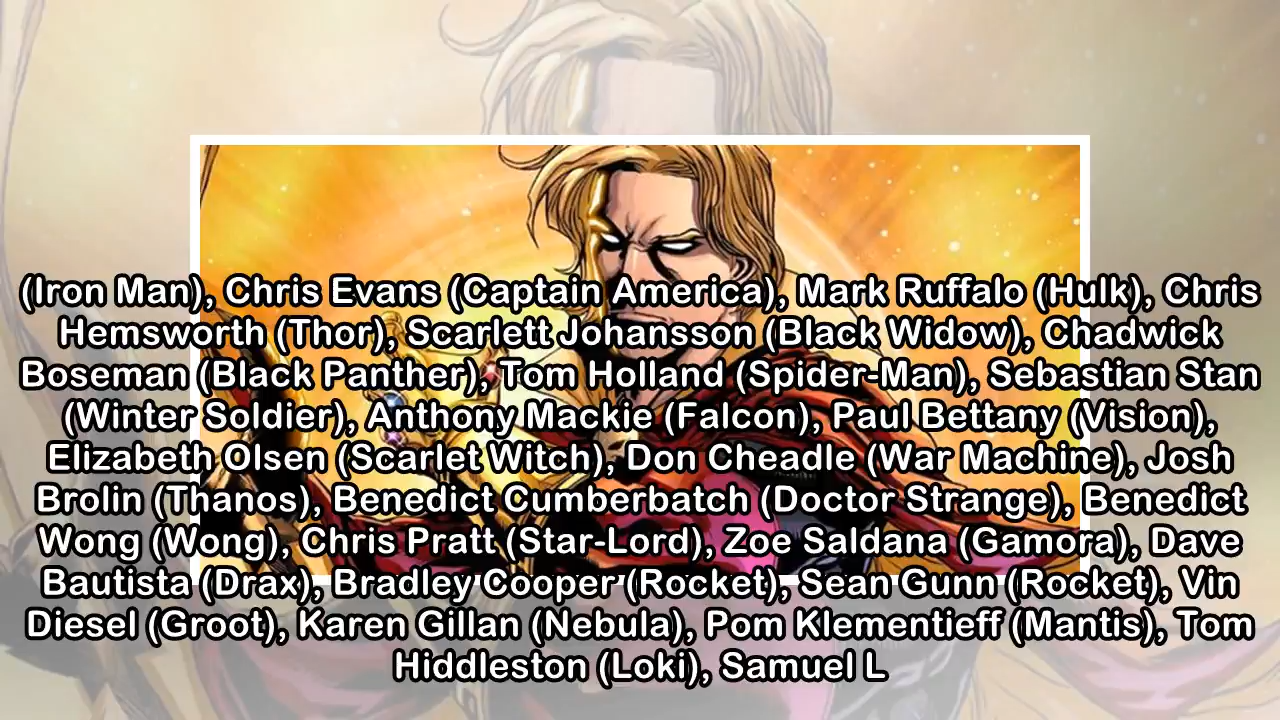 (Iron Man), Chris Evans (Captain America), Mark Ruffalo (Hulk), Chris
Hemsworth (Thor), Scarlett Johansson (Black Widow), Chadwick
Boseman (Black Panther), Tom Holland (Spider-Man), Sebastian Stan
(Winter Soldier), Anthony Mackie (Falcon), Paul Bettany (Vision),
Elizabeth Olsen (Scarlet Witch), Don Cheadle (War Machine), Josh
Brolin (Thanos), Benedict Cumberbatch (Doctor Strange), Benedict
Wong (Wong), Chris Pratt (Star-Lord), Zoe Saldana (Gamora), Dave
Bautista (Drax), Bradley Cooper (Rocket), Sean Gunn (Rocket), Vin
Diesel (Groot), Karen Gillan (Nebula), Pom Klementieff (Mantis), Tom
Hiddleston (Loki), Samuel L